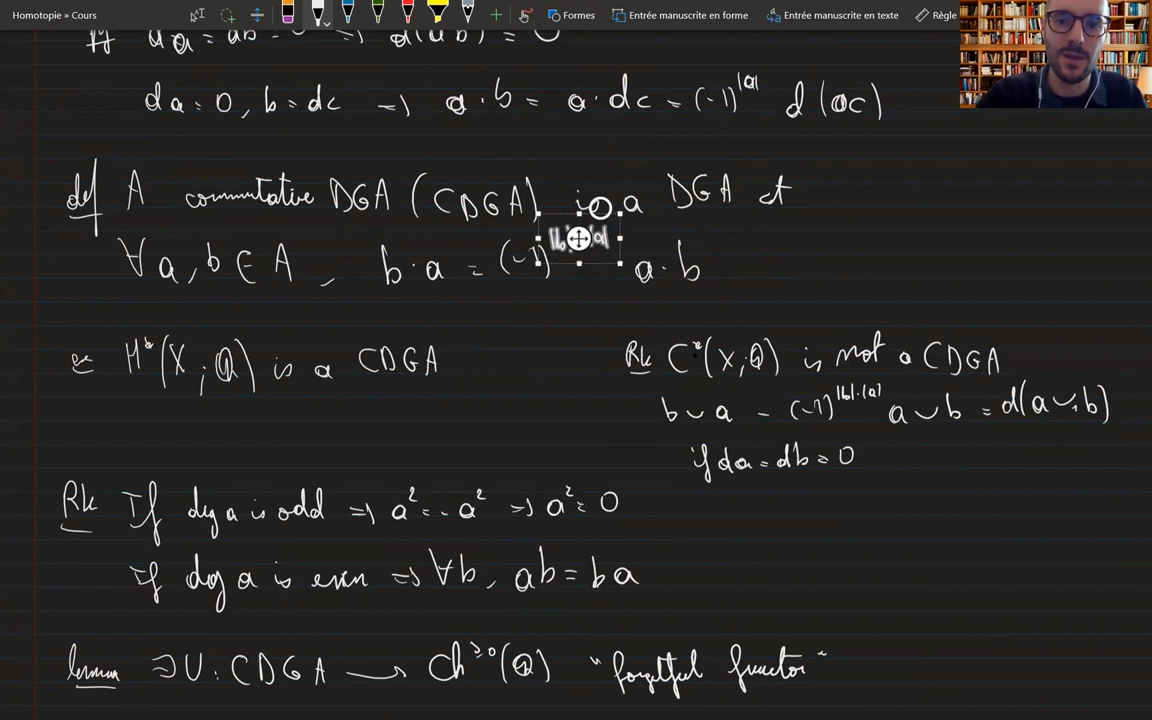 Homotopie » Cours
Formes
Entrée manuscrite en forme
Entrée manuscrite en texte
Règle
da = 0, b = dc => a · b = a · dc = (-1)^|a| d(ac)
def A commutative DGA (CDGA) is a DGA st
∀a, b ∈ A, b · a = (-1)^|b|·|a| a · b
ex H*(X; Q) is a CDGA
Rk C*(X; Q) is not a CDGA
b ⌣ a - (-1)^|b|·|a| a ⌣ b = d(a ⌣₁ b)
if da = db = 0
Rk If deg a is odd => a² = - a² => a² = 0
If deg a is even => ∀b, ab = ba
lemma ∃ U : CDGA → Ch^≥0(Q) "forgetful functor"